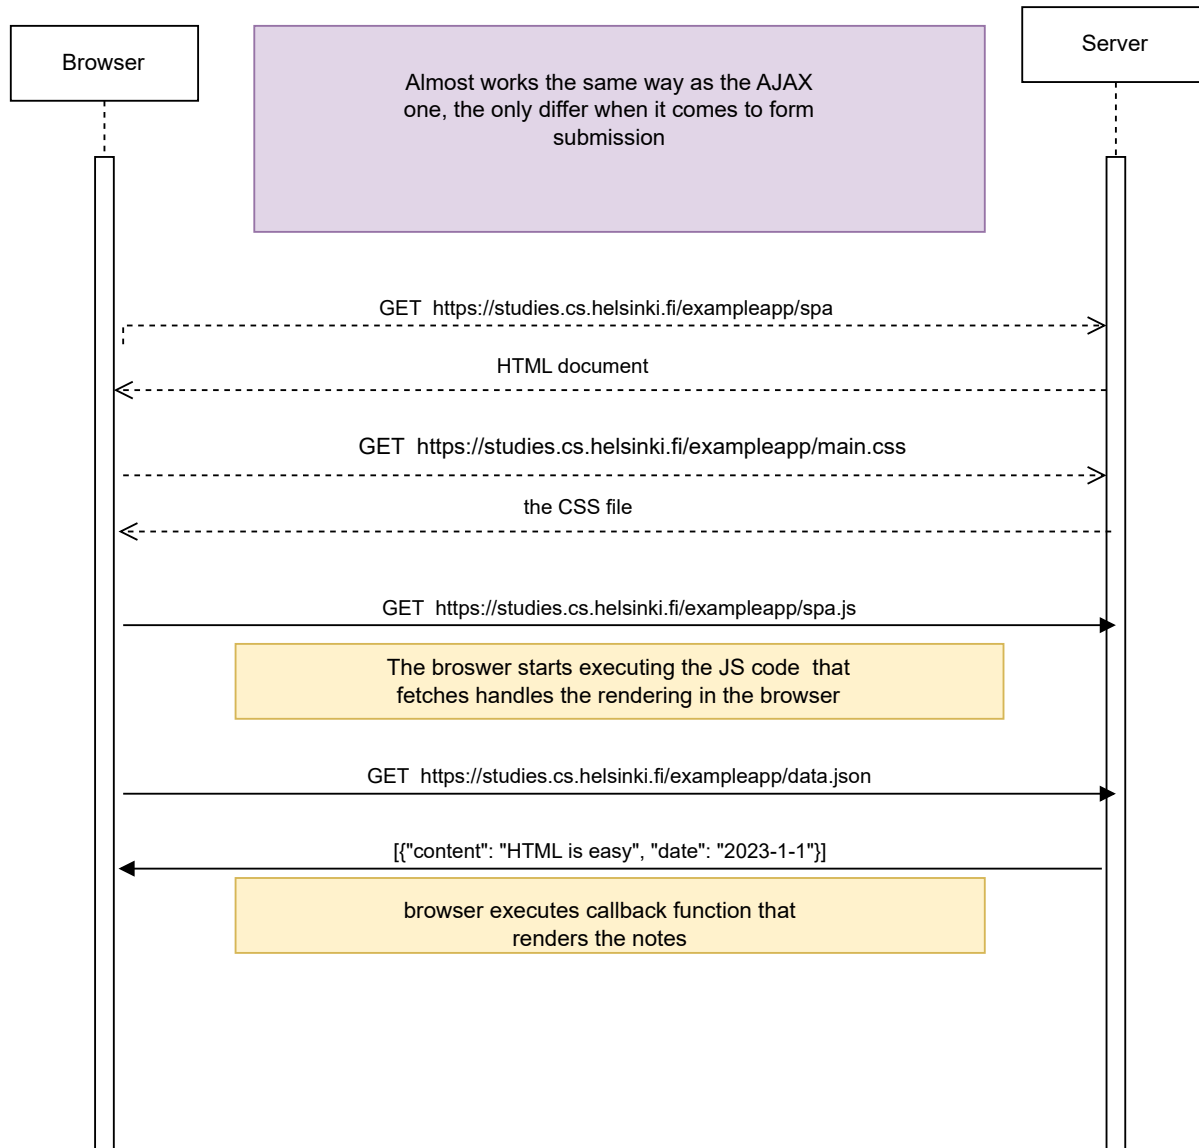 Browser
Server
Almost works the same way as the AJAX
one, the only differ when it comes to form
submission
GET  https://studies.cs.helsinki.fi/exampleapp/spa
HTML document
GET  https://studies.cs.helsinki.fi/exampleapp/main.css
the CSS file
GET  https://studies.cs.helsinki.fi/exampleapp/spa.js
The broswer starts executing the JS code  that
fetches handles the rendering in the browser
GET  https://studies.cs.helsinki.fi/exampleapp/data.json
[{"content": "HTML is easy", "date": "2023-1-1"}]
browser executes callback function that
renders the notes